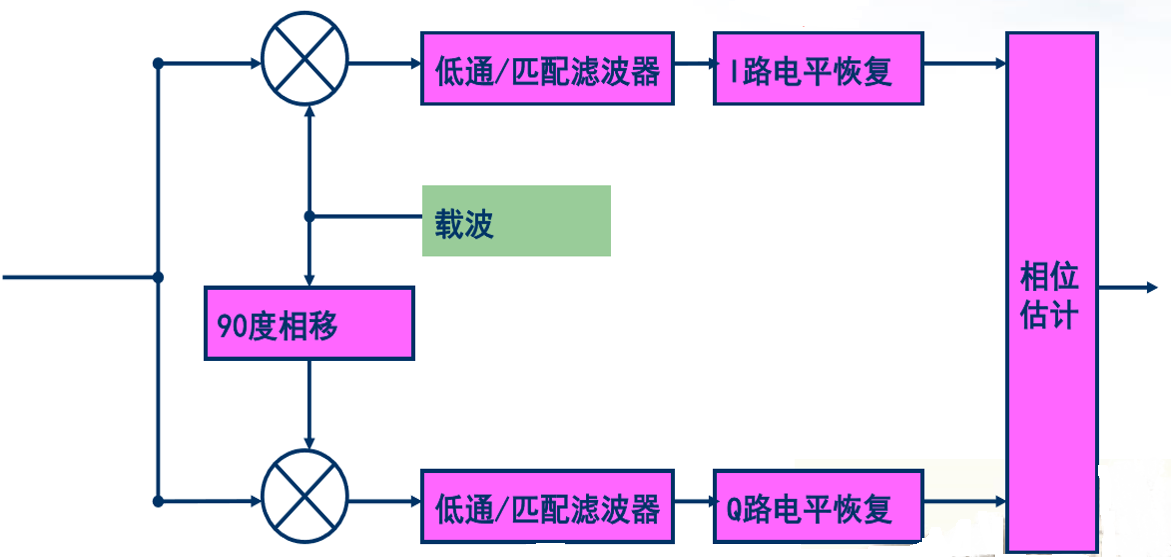 低通/匹配滤波器
I路电平恢复
载波
相位
估计
90度相移
低通/匹配滤波器
Q路电平恢复